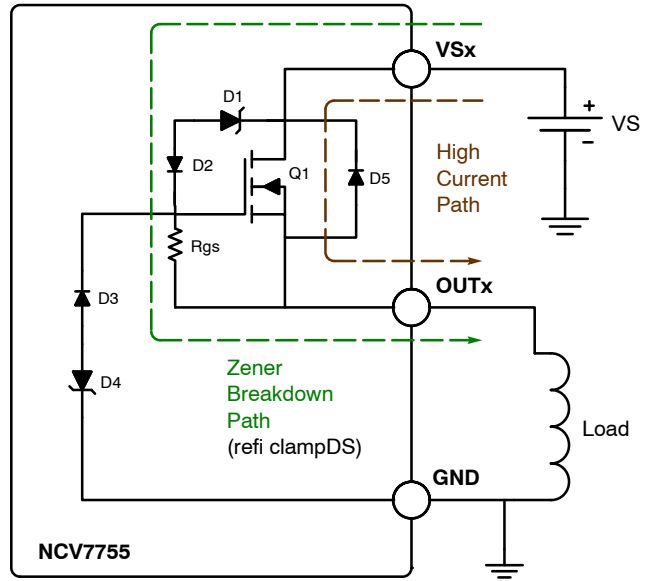 VSx
D1
+
VS
−
High
Current
Path
D2
Q1
D5
Rgs
OUTx
D3
D4
Zener
Breakdown
Path
(refi clampDS)
Load
GND
NCV7755